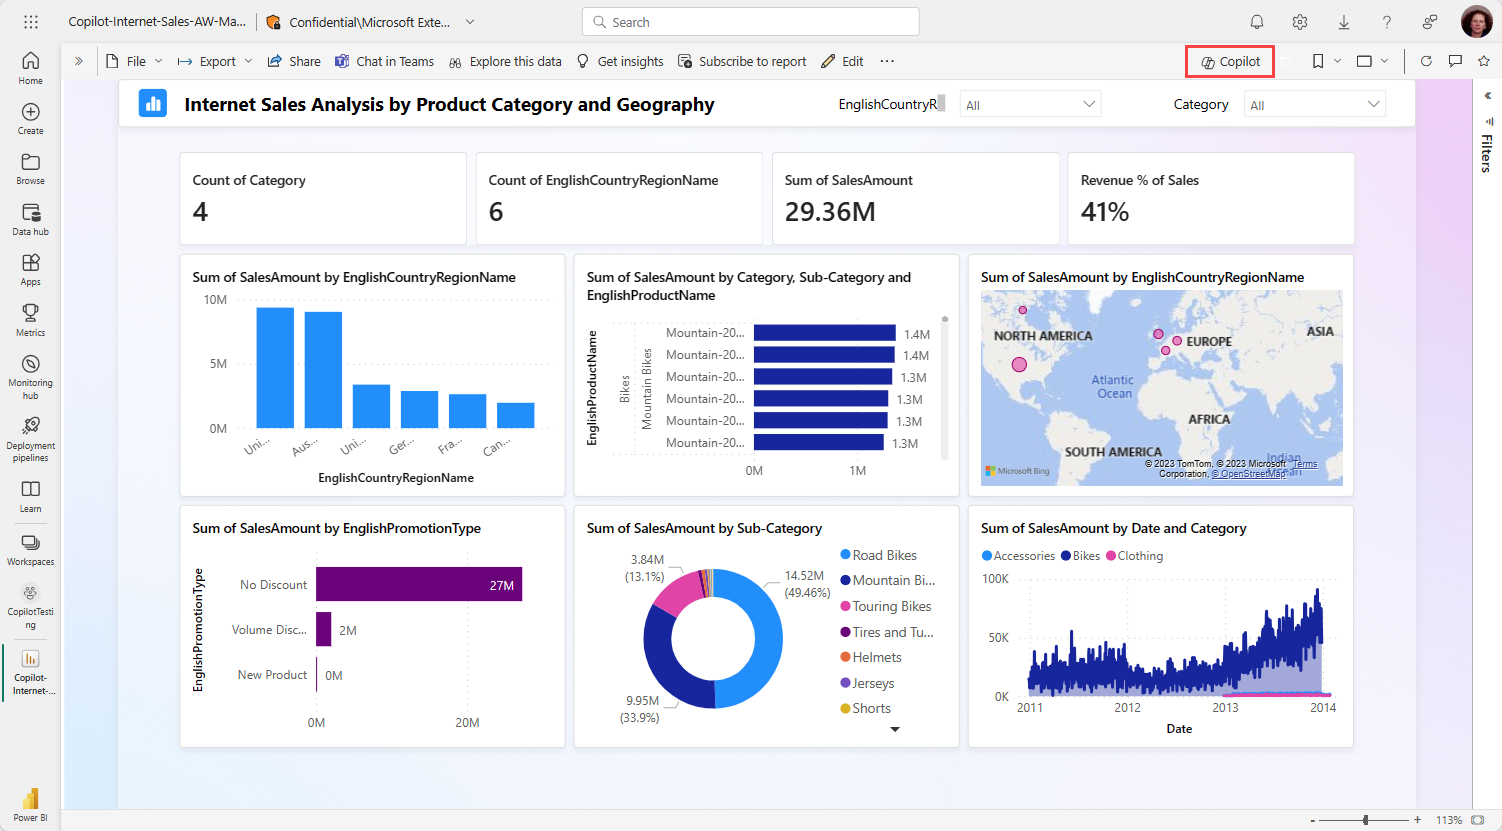 Copilot-Internet-Sales-AW-Ma...
Confidential\Microsoft Exte...
Search
File
Export
Share
Chat in Teams
Explore this data
Get insights
Subscribe to report
Edit
Copilot
Home
Create
Browse
Data hub
Apps
Metrics
Monitoring
hub
Deployment
pipelines
Learn
Workspaces
CopilotTesti
ng
Copilot-
Internet-...
Power BI
Internet Sales Analysis by Product Category and Geography
EnglishCountryR
All
Category
All
Filters
Count of Category
4
Count of EnglishCountryRegionName
6
Sum of SalesAmount
29.36M
Revenue % of Sales
41%
Sum of SalesAmount by EnglishCountryRegionName
10M
5M
0M
Uni...
Aus...
Uni...
Ger...
Fra...
Can...
EnglishCountryRegionName
Sum of SalesAmount by Category, Sub-Category and
EnglishProductName
EnglishProductName
Bikes
Mountain Bikes
Mountain-20... 1.4M
Mountain-20... 1.4M
Mountain-20... 1.3M
Mountain-20... 1.3M
Mountain-20... 1.3M
Mountain-20... 1.3M
0M 1M
Sum of SalesAmount by EnglishCountryRegionName
NORTH AMERICA
EUROPE
ASIA
Atlantic
Ocean
AFRICA
SOUTH AMERICA
Indian
Ocean
Microsoft Bing
© 2023 TomTom, © 2023 Microsoft Terms
Corporation, © OpenStreetMap
Sum of SalesAmount by EnglishPromotionType
EnglishPromotionType
No Discount 27M
Volume Disc... 2M
New Product 0M
0M 20M
Sum of SalesAmount by Sub-Category
3.84M
(13.1%)
14.52M
(49.46%)
9.95M
(33.9%)
Road Bikes
Mountain Bi...
Touring Bikes
Tires and Tu...
Helmets
Jerseys
Shorts
Sum of SalesAmount by Date and Category
Accessories Bikes Clothing
100K
50K
0K
2011 2012 2013 2014
Date
- + 113%